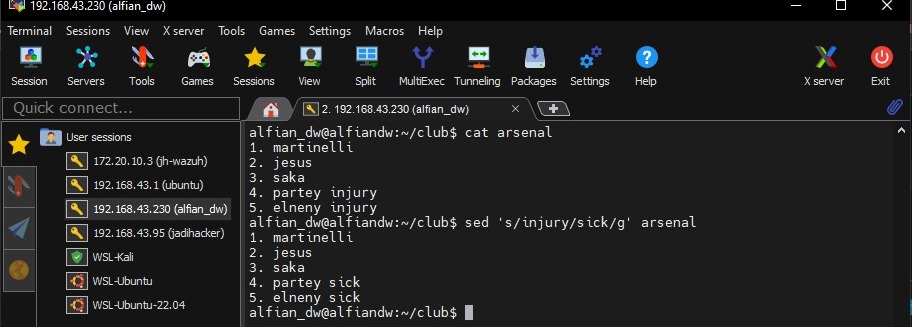 192.168.43.230 (alfian_dw)
Terminal Sessions View X server Tools Games Settings Macros Help
Session Servers Tools Games Sessions View Split MultiExec Tunneling Packages Settings Help X server Exit
Quick connect...
2. 192.168.43.230 (alfian_dw)
User sessions
172.20.10.3 (jh-wazuh)
192.168.43.1 (ubuntu)
192.168.43.230 (alfian_dw)
192.168.43.95 (jadihacker)
WSL-Kali
WSL-Ubuntu
WSL-Ubuntu-22.04
alfian_dw@alfiandw:~/club$ cat arsenal
1. martinelli
2. jesus
3. saka
4. partey injury
5. elneny injury
alfian_dw@alfiandw:~/club$ sed 's/injury/sick/g' arsenal
1. martinelli
2. jesus
3. saka
4. partey sick
5. elneny sick
alfian_dw@alfiandw:~/club$